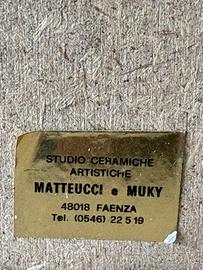 STUDIO CERAMICHE
ARTISTICHE
MATTEUCCI e MUKY
48018 FAENZA
Tel. (0546) 22 5 19